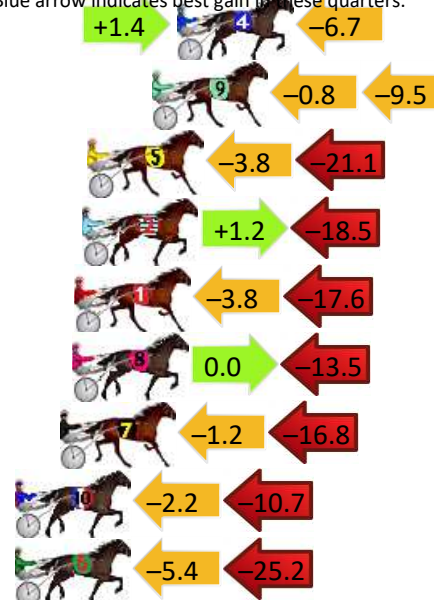 Blue arrow indicates best gain in these quarters.
+1.4 4 –6.7
9 –0.8 –9.5
5 –3.8 –21.1
+1.2 –18.5
1 –3.8 –17.6
8 0.0 –13.5
7 –1.2 –16.8
10 –2.2 –10.7
6 –5.4 –25.2